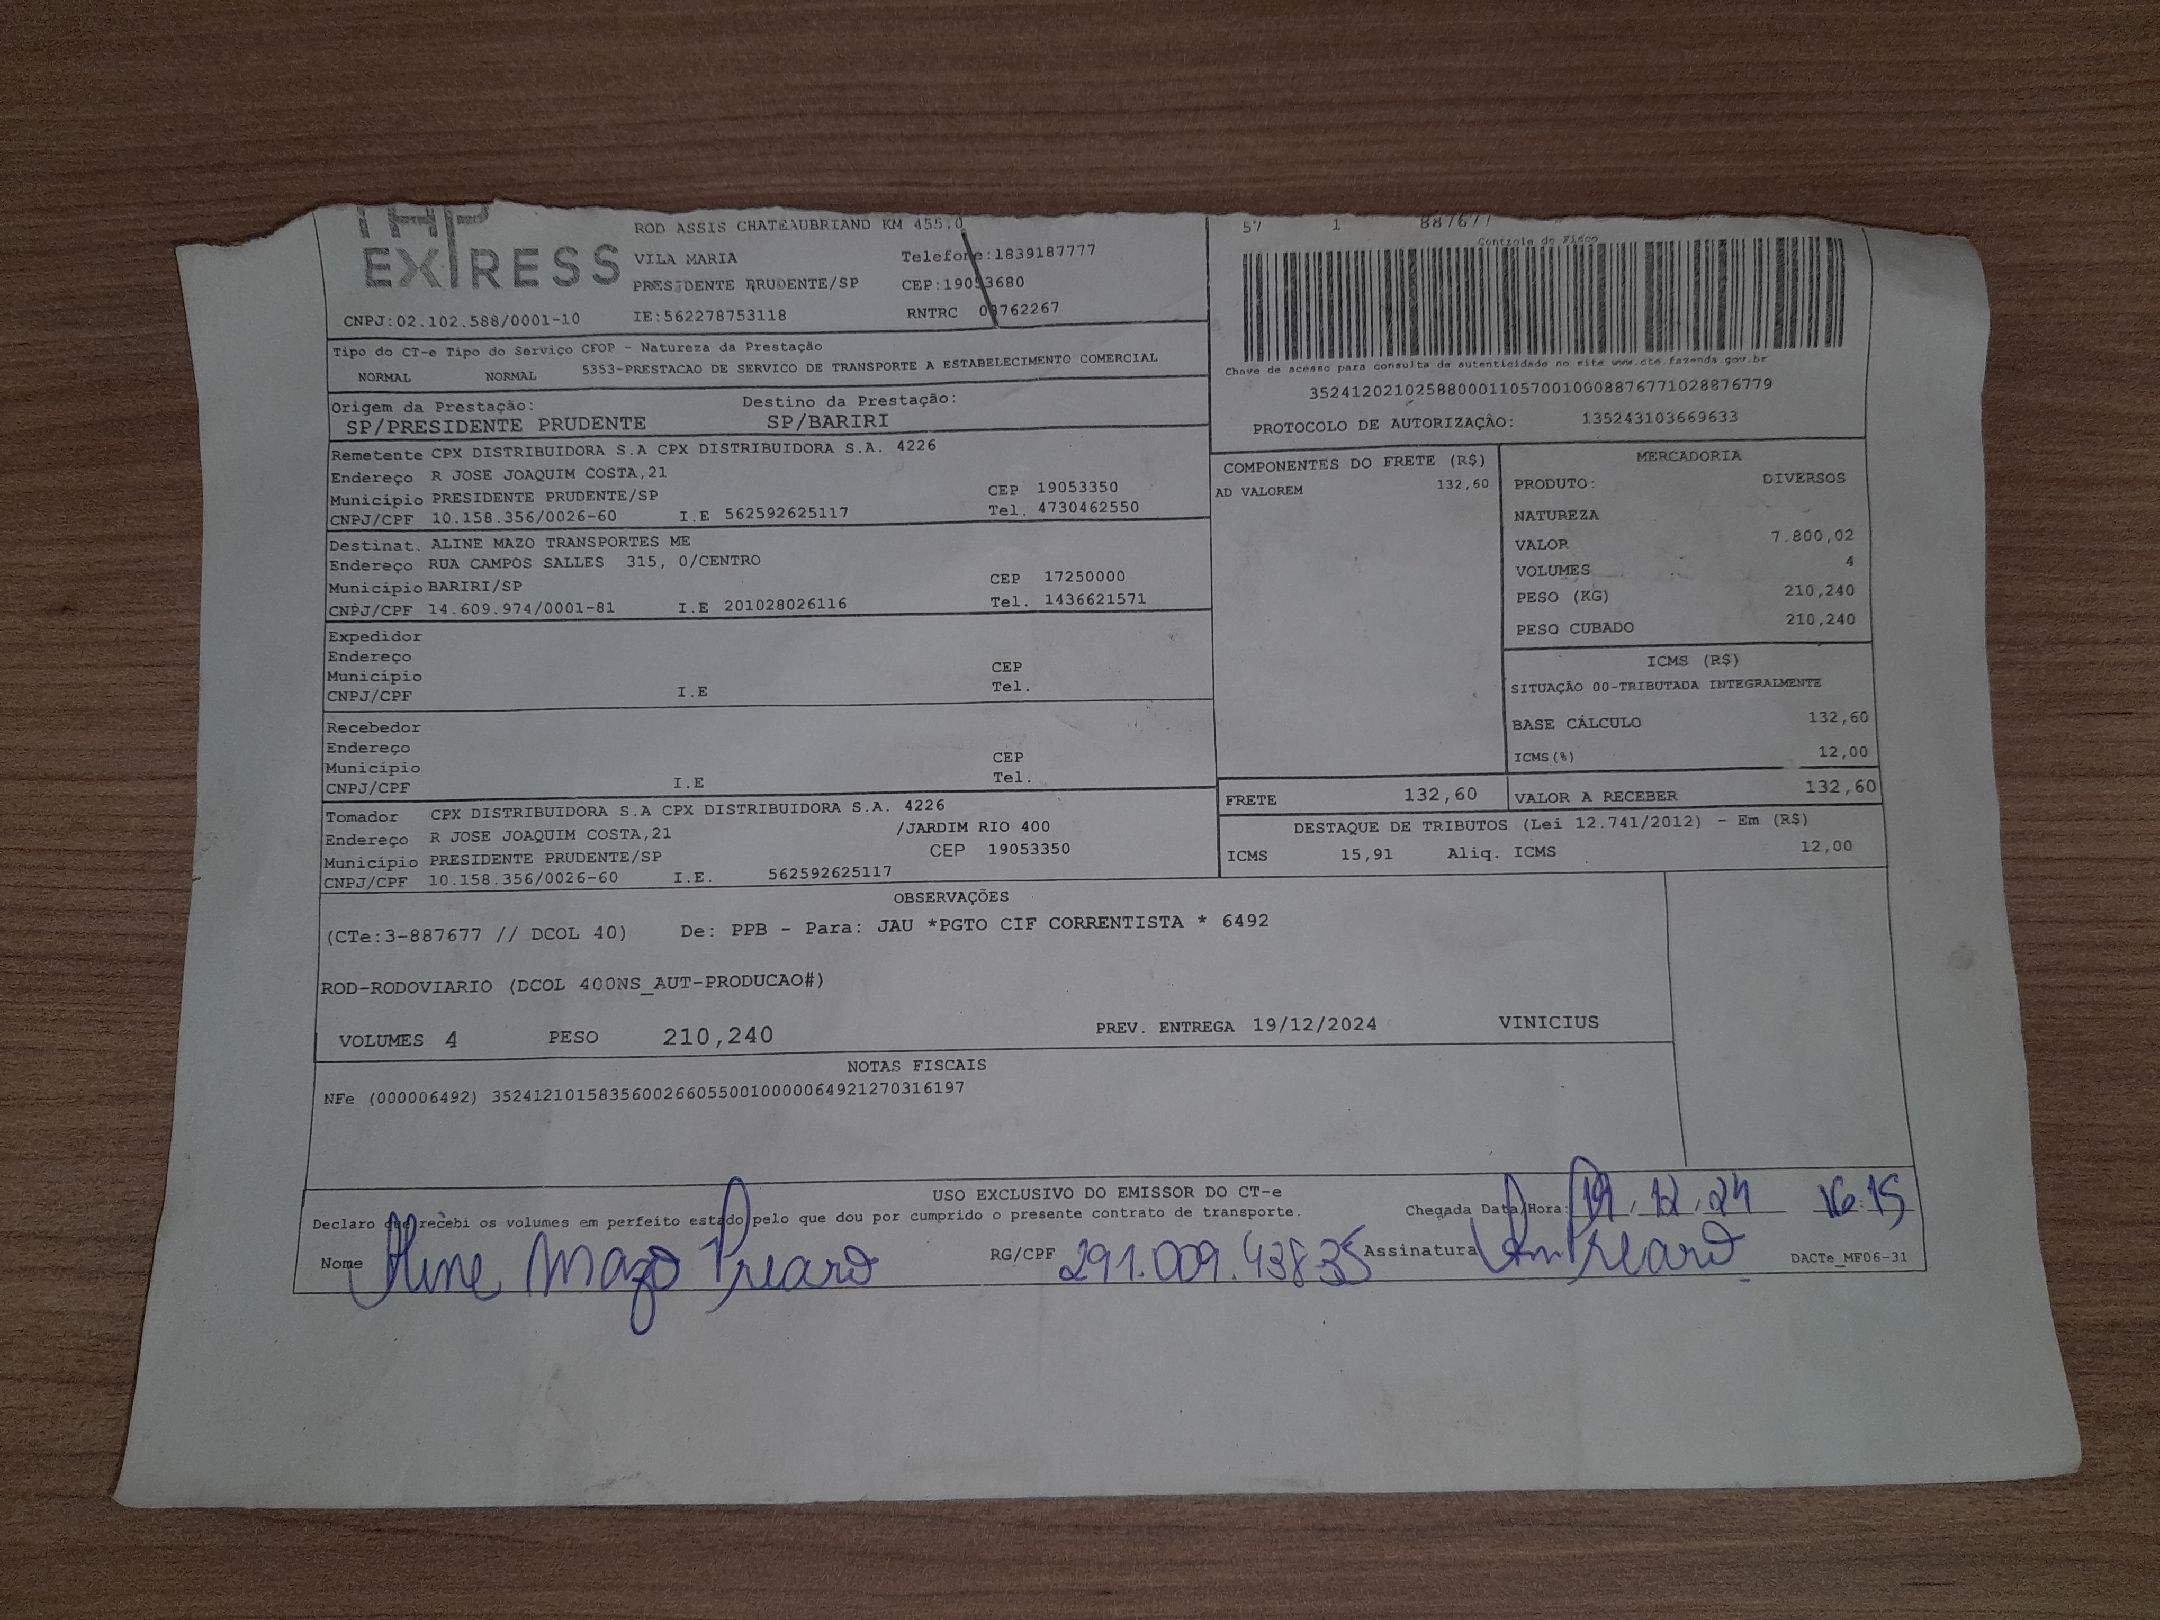 EXPRESS
ROD ASSIS CHATEAUBRIAND KM 455,0
VILA MARIA Telefone:1839187777
PRESIDENTE PRUDENTE/SP CEP:19053680
CNPJ:02.102.588/0001-10 IE:562278753118 RNTRC 08762267
57 1 887677
Controle do Fisco
Chave de acesso para consulta de autenticidade no site www.cte.fazenda.gov.br
35241202102588000110570010008876771028876779
PROTOCOLO DE AUTORIZAÇÃO: 135243103669633
Tipo do CT-e Tipo do Serviço CFOP - Natureza da Prestação
NORMAL NORMAL 5353-PRESTACAO DE SERVICO DE TRANSPORTE A ESTABELECIMENTO COMERCIAL
Origem da Prestação: Destino da Prestação:
SP/PRESIDENTE PRUDENTE SP/BARIRI
Remetente CPX DISTRIBUIDORA S.A CPX DISTRIBUIDORA S.A. 4226
Endereço R JOSE JOAQUIM COSTA,21
Município PRESIDENTE PRUDENTE/SP CEP 19053350
CNPJ/CPF 10.158.356/0026-60 I.E 562592625117 Tel. 4730462550
Destinat. ALINE MAZO TRANSPORTES ME
Endereço RUA CAMPOS SALLES 315, 0/CENTRO
Município BARIRI/SP CEP 17250000
CNPJ/CPF 14.609.974/0001-81 I.E 201028026116 Tel. 1436621571
Expedidor
Endereço
Município CEP
CNPJ/CPF I.E Tel.
Recebedor
Endereço
Município CEP
CNPJ/CPF I.E Tel.
Tomador CPX DISTRIBUIDORA S.A CPX DISTRIBUIDORA S.A. 4226
Endereço R JOSE JOAQUIM COSTA,21 /JARDIM RIO 400
Município PRESIDENTE PRUDENTE/SP CEP 19053350
CNPJ/CPF 10.158.356/0026-60 I.E. 562592625117
COMPONENTES DO FRETE (R$)
AD VALOREM 132,60
MERCADORIA
PRODUTO: DIVERSOS
NATUREZA
VALOR 7.800,02
VOLUMES 4
PESO (KG) 210,240
PESO CUBADO 210,240
ICMS (R$)
SITUAÇÃO 00-TRIBUTADA INTEGRALMENTE
BASE CÁLCULO 132,60
ICMS(%) 12,00
FRETE 132,60 VALOR A RECEBER 132,60
DESTAQUE DE TRIBUTOS (Lei 12.741/2012) - Em (R$)
ICMS 15,91 Aliq. ICMS 12,00
OBSERVAÇÕES
(CTe:3-887677 // DCOL 40) De: PPB - Para: JAU *PGTO CIF CORRENTISTA * 6492
ROD-RODOVIARIO (DCOL 400NS_AUT-PRODUCAO#)
VOLUMES 4 PESO 210,240 PREV. ENTREGA 19/12/2024 VINICIUS
NOTAS FISCAIS
NFe (000006492) 35241210158356002660550010000064921270316197
USO EXCLUSIVO DO EMISSOR DO CT-e
Declaro que recebi os volumes em perfeito estado pelo que dou por cumprido o presente contrato de transporte. Chegada Data/Hora: 19 / 12 / 24 16:15
Nome Aline Mazo Preard RG/CPF 291.009.438 35 Assinatura DACTe_MF06-31